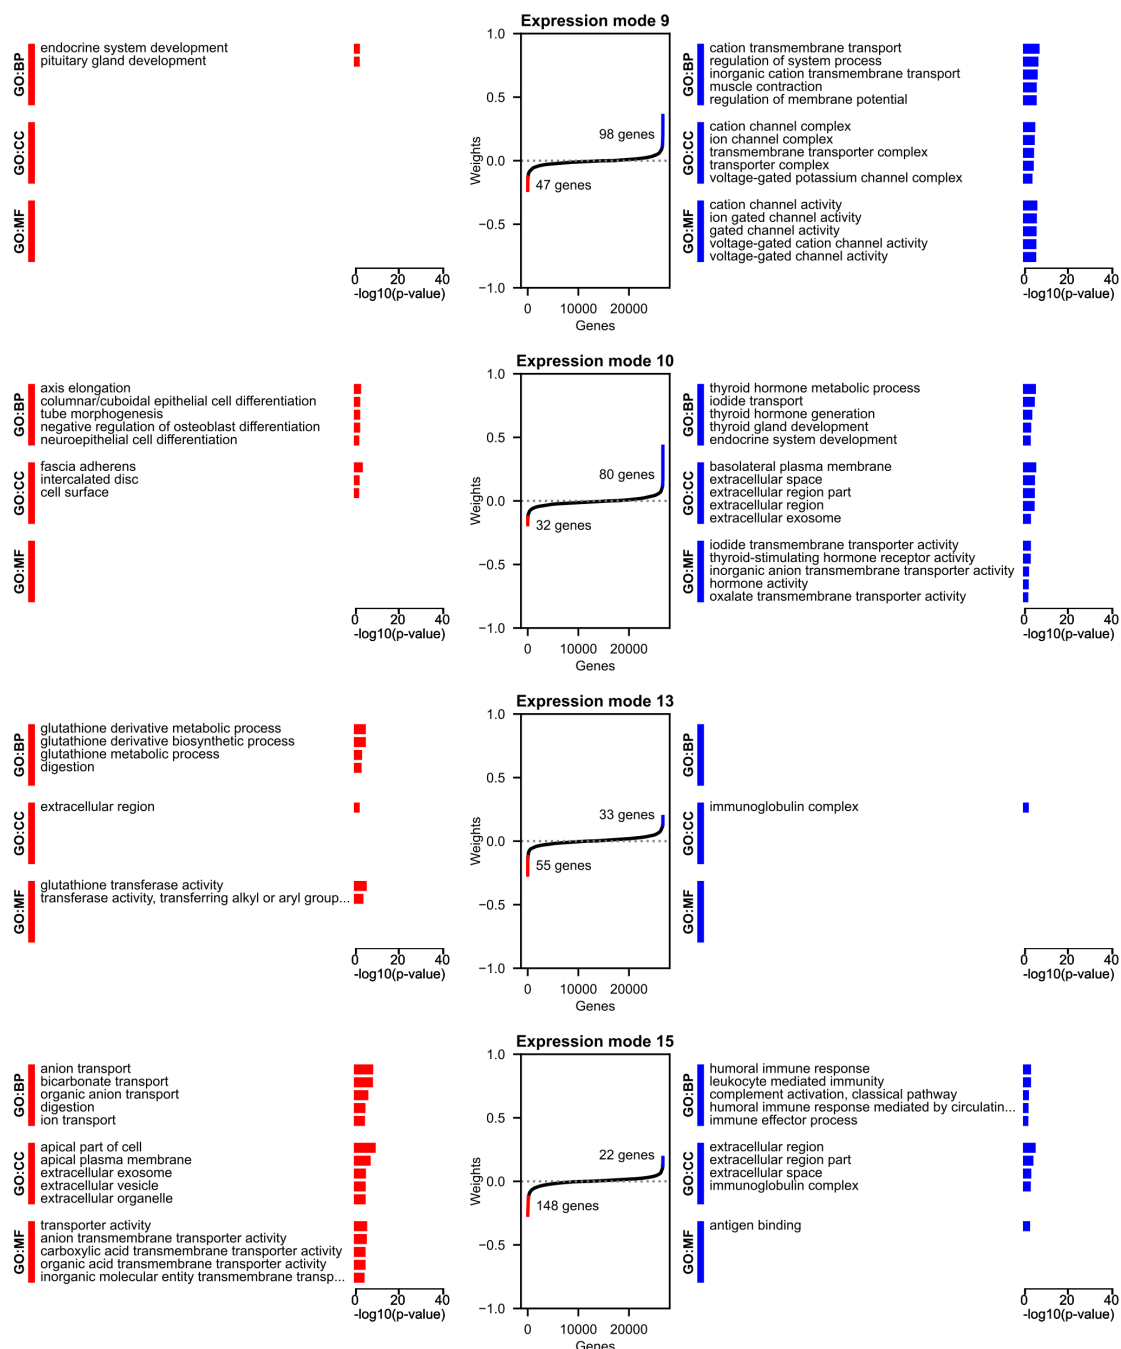 Expression mode 9
GO:BP
endocrine system development
pituitary gland development
GO:CC
GO:MF
0 20 40
-log10(p-value)
1.0
0.5
0.0
−0.5
−1.0
Weights
98 genes
47 genes
0 10000 20000
Genes
GO:BP
cation transmembrane transport
regulation of system process
inorganic cation transmembrane transport
muscle contraction
regulation of membrane potential
GO:CC
cation channel complex
ion channel complex
transmembrane transporter complex
transporter complex
voltage-gated potassium channel complex
GO:MF
cation channel activity
ion gated channel activity
gated channel activity
voltage-gated cation channel activity
voltage-gated channel activity
0 20 40
-log10(p-value)
Expression mode 10
GO:BP
axis elongation
columnar/cuboidal epithelial cell differentiation
tube morphogenesis
negative regulation of osteoblast differentiation
neuroepithelial cell differentiation
GO:CC
fascia adherens
intercalated disc
cell surface
GO:MF
0 20 40
-log10(p-value)
1.0
0.5
0.0
−0.5
−1.0
Weights
80 genes
32 genes
0 10000 20000
Genes
GO:BP
thyroid hormone metabolic process
iodide transport
thyroid hormone generation
thyroid gland development
endocrine system development
GO:CC
basolateral plasma membrane
extracellular space
extracellular region part
extracellular region
extracellular exosome
GO:MF
iodide transmembrane transporter activity
thyroid-stimulating hormone receptor activity
inorganic anion transmembrane transporter activity
hormone activity
oxalate transmembrane transporter activity
0 20 40
-log10(p-value)
Expression mode 13
GO:BP
glutathione derivative metabolic process
glutathione derivative biosynthetic process
glutathione metabolic process
digestion
GO:CC
extracellular region
GO:MF
glutathione transferase activity
transferase activity, transferring alkyl or aryl group...
0 20 40
-log10(p-value)
1.0
0.5
0.0
−0.5
−1.0
Weights
33 genes
55 genes
0 10000 20000
Genes
GO:BP
GO:CC
immunoglobulin complex
GO:MF
0 20 40
-log10(p-value)
Expression mode 15
GO:BP
anion transport
bicarbonate transport
organic anion transport
digestion
ion transport
GO:CC
apical part of cell
apical plasma membrane
extracellular exosome
extracellular vesicle
extracellular organelle
GO:MF
transporter activity
anion transmembrane transporter activity
carboxylic acid transmembrane transporter activity
organic acid transmembrane transporter activity
inorganic molecular entity transmembrane transp...
0 20 40
-log10(p-value)
1.0
0.5
0.0
−0.5
−1.0
Weights
22 genes
148 genes
0 10000 20000
Genes
GO:BP
humoral immune response
leukocyte mediated immunity
complement activation, classical pathway
humoral immune response mediated by circulatin...
immune effector process
GO:CC
extracellular region
extracellular region part
extracellular space
immunoglobulin complex
GO:MF
antigen binding
0 20 40
-log10(p-value)